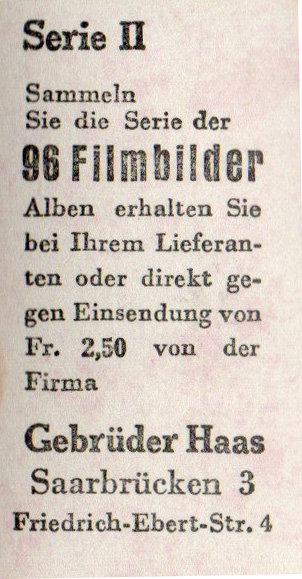 Serie II
Sammeln
Sie die Serie der
96 Filmbilder
Alben erhalten Sie
bei Ihrem Lieferan-
ten oder direkt ge-
gen Einsendung von
Fr. 2,50 von der
Firma
Gebrüder Haas
Saarbrücken 3
Friedrich-Ebert-Str. 4